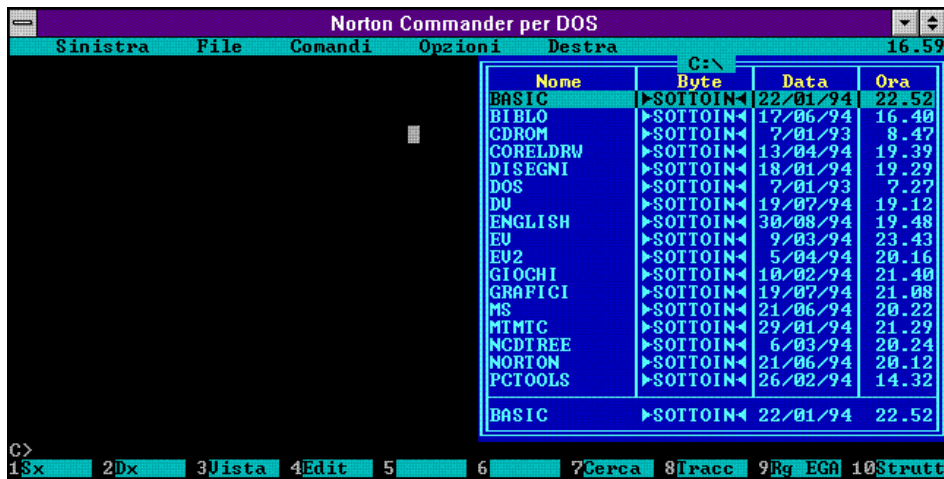 Norton Commander per DOS
Sinistra File Comandi Opzioni Destra 16.59
C:\
Nome Byte Data Ora
BASIC ►SOTTOIN◄ 22/01/94 22.52
BIBLO ►SOTTOIN◄ 17/06/94 16.40
CDROM ►SOTTOIN◄ 7/01/93 8.47
CORELDRW ►SOTTOIN◄ 13/04/94 19.39
DISEGNI ►SOTTOIN◄ 18/01/94 19.29
DOS ►SOTTOIN◄ 7/01/93 7.27
DV ►SOTTOIN◄ 19/07/94 19.12
ENGLISH ►SOTTOIN◄ 30/08/94 19.48
EV ►SOTTOIN◄ 9/03/94 23.43
EV2 ►SOTTOIN◄ 5/04/94 20.16
GIOCHI ►SOTTOIN◄ 10/02/94 21.40
GRAFICI ►SOTTOIN◄ 19/07/94 21.08
MS ►SOTTOIN◄ 21/06/94 20.22
MTMTC ►SOTTOIN◄ 29/01/94 21.29
NCDTREE ►SOTTOIN◄ 6/03/94 20.24
NORTON ►SOTTOIN◄ 21/06/94 20.12
PCTOOLS ►SOTTOIN◄ 26/02/94 14.32
BASIC ►SOTTOIN◄ 22/01/94 22.52
C>
1Sx 2Dx 3Vista 4Edit 5 6 7Cerca 8Tracc 9Rg EGA 10Strutt